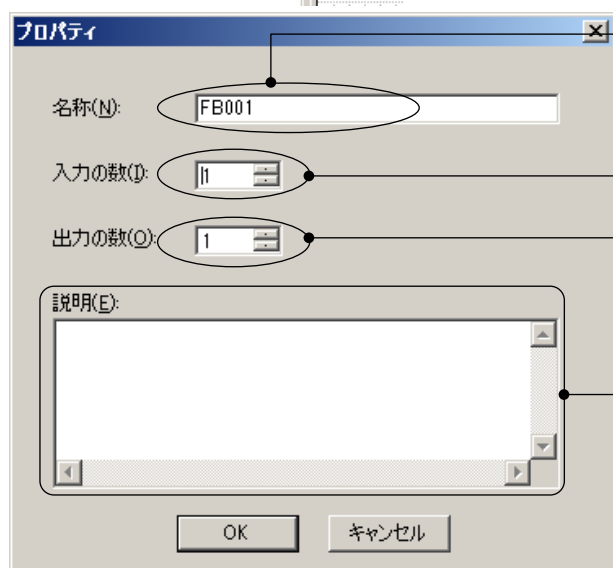 プロパティ
名称(N): FB001
入力の数(I): 1
出力の数(O): 1
説明(E):
OK キャンセル